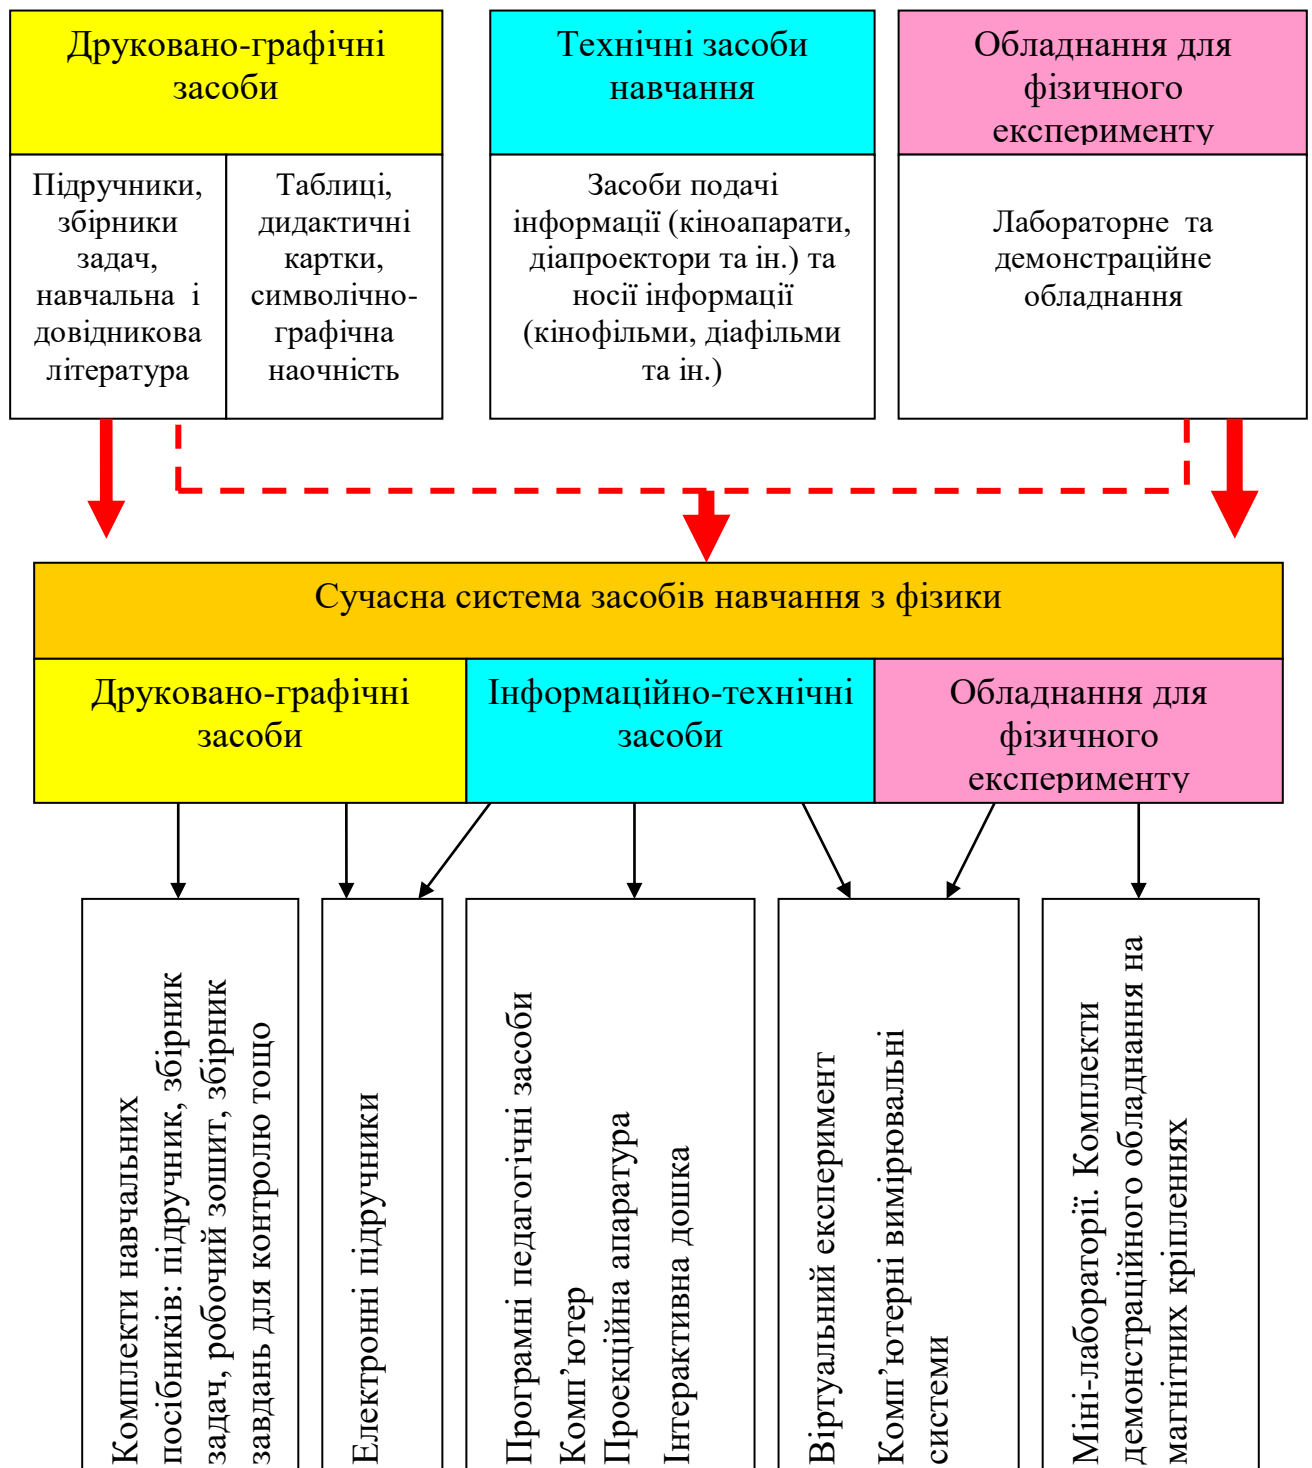 Друковано-графічні
засоби
Технічні засоби
навчання
Обладнання для
фізичного
експерименту
Підручники,
збірники
задач,
навчальна і
довідникова
література
Таблиці,
дидактичні
картки,
символічно-
графічна
наочність
Засоби подачі
інформації (кіноапарати,
діапроектори та ін.) та
носії інформації
(кінофільми, діафільми
та ін.)
Лабораторне та
демонстраційне
обладнання
Сучасна система засобів навчання з фізики
Друковано-графічні
засоби
Інформаційно-технічні
засоби
Обладнання для
фізичного
експерименту
Комплекти навчальних
посібників: підручник, збірник
задач, робочий зошит, збірник
завдань для контролю тощо
Електронні підручники
Програмні педагогічні засоби
Комп’ютер
Проекційна апаратура
Інтерактивна дошка
Віртуальний експеримент
Комп’ютерні вимірювальні
системи
Міні-лабораторії. Комплекти
демонстраційного обладнання на
магнітних кріпленнях